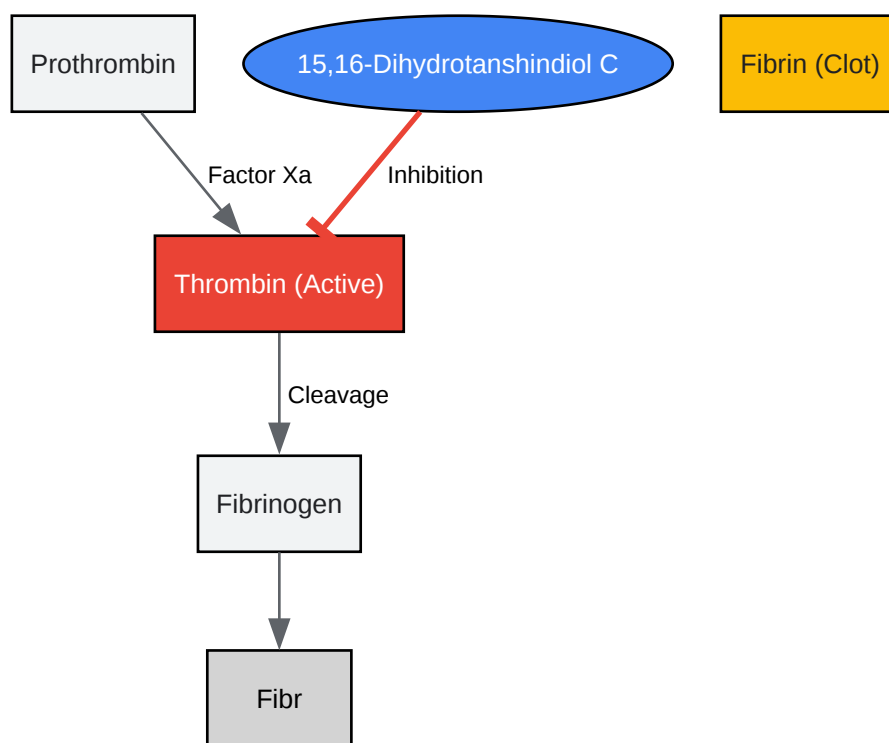 Prothrombin
15,16-Dihydrotanshindiol C
Fibrin (Clot)
Factor Xa
Inhibition
Thrombin (Active)
Cleavage
Fibrinogen
Fibr